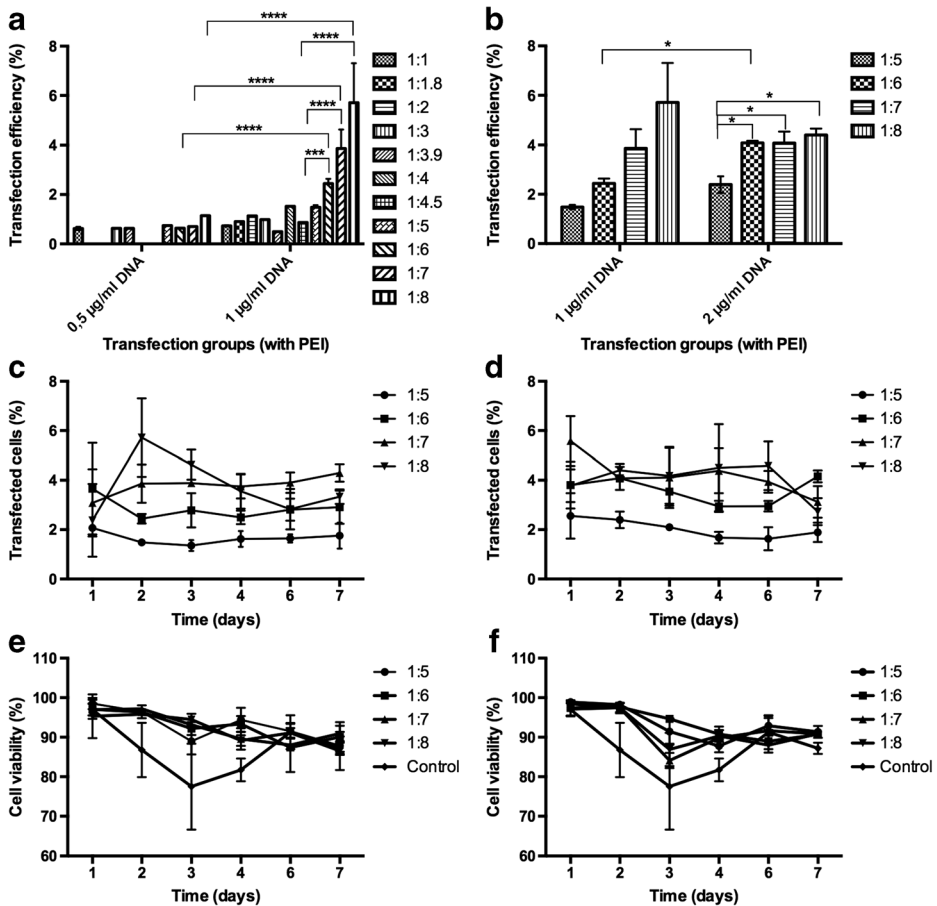 a
Transfection efficiency (%)
8
6
4
2
0
****
****
****
****
****
***
0,5 µg/ml DNA
1 µg/ml DNA
Transfection groups (with PEI)
1:1
1:1.8
1:2
1:3
1:3.9
1:4
1:4.5
1:5
1:6
1:7
1:8
b
Transfection efficiency (%)
8
6
4
2
0
*
*
*
*
1 µg/ml DNA
2 µg/ml DNA
Transfection groups (with PEI)
1:5
1:6
1:7
1:8
c
Transfected cells (%)
8
6
4
2
0
1 2 3 4 6 7
Time (days)
1:5
1:6
1:7
1:8
d
Transfected cells (%)
8
6
4
2
0
1 2 3 4 6 7
Time (days)
1:5
1:6
1:7
1:8
e
Cell viability (%)
110
100
90
80
70
60
1 2 3 4 6 7
Time (days)
1:5
1:6
1:7
1:8
Control
f
Cell viability (%)
110
100
90
80
70
60
1 2 3 4 6 7
Time (days)
1:5
1:6
1:7
1:8
Control